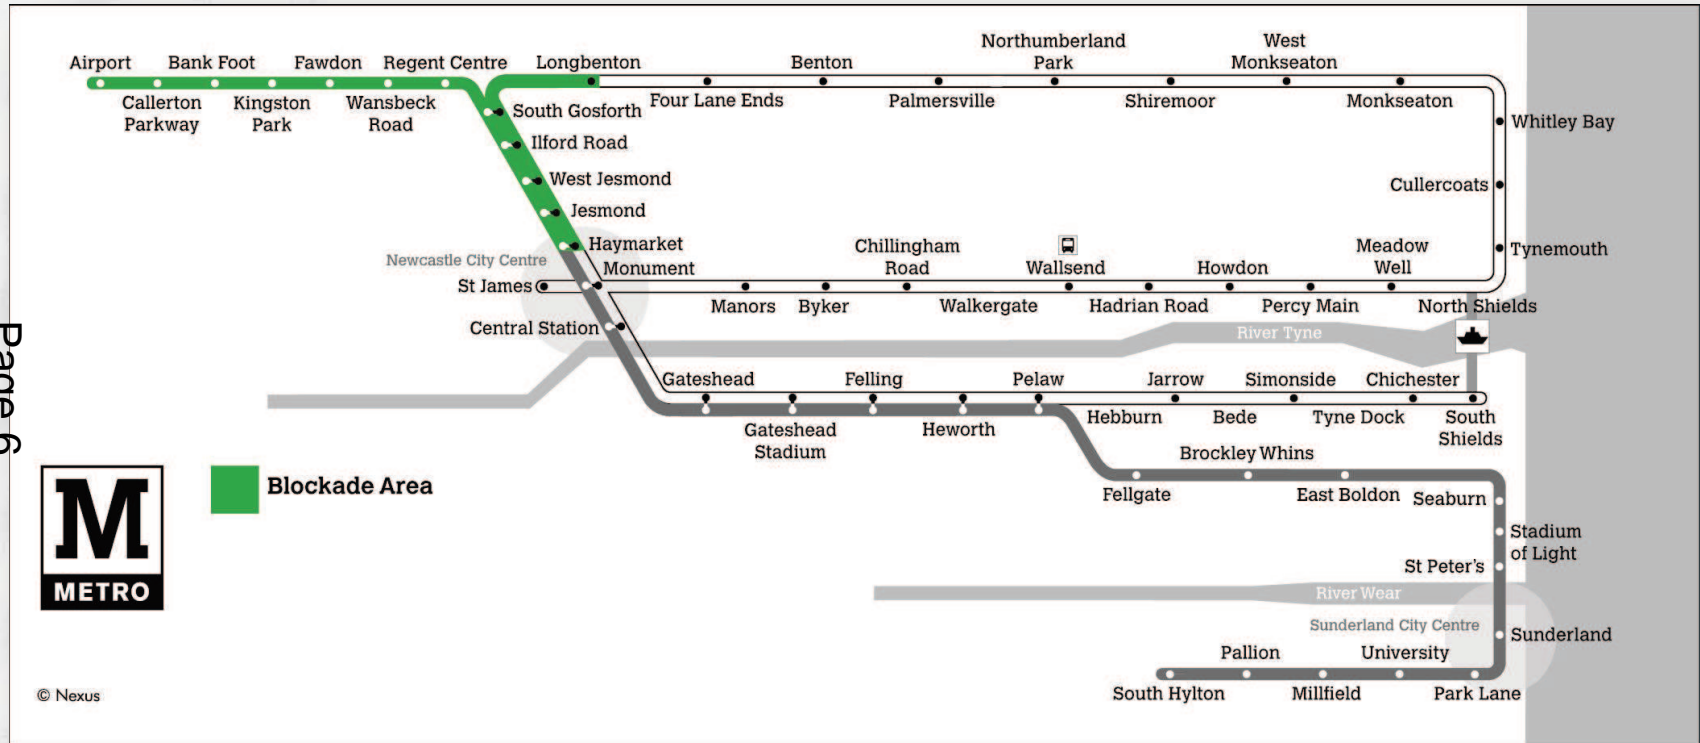 Northumberland
Park
West
Monkseaton
Airport
Bank Foot
Fawdon
Regent Centre
Longbenton
Benton
Callerton
Parkway
Kingston
Park
Wansbeck
Road
Four Lane Ends
Palmersville
Shiremoor
Monkseaton
South Gosforth
Whitley Bay
Ilford Road
West Jesmond
Cullercoats
Jesmond
Haymarket
Newcastle City Centre
Monument
Chillingham
Road
Wallsend
Howdon
Meadow
Well
Tynemouth
St James
Manors
Byker
Walkergate
Hadrian Road
Percy Main
North Shields
Central Station
River Tyne
Page 6
Gateshead
Felling
Pelaw
Jarrow
Simonside
Chichester
Gateshead
Stadium
Heworth
Hebburn
Bede
Tyne Dock
South
Shields
Brockley Whins
Fellgate
East Boldon
Seaburn
Stadium
of Light
St Peter's
M
METRO
Blockade Area
River Wear
Sunderland City Centre
Sunderland
Pallion
University
South Hylton
Millfield
Park Lane
© Nexus